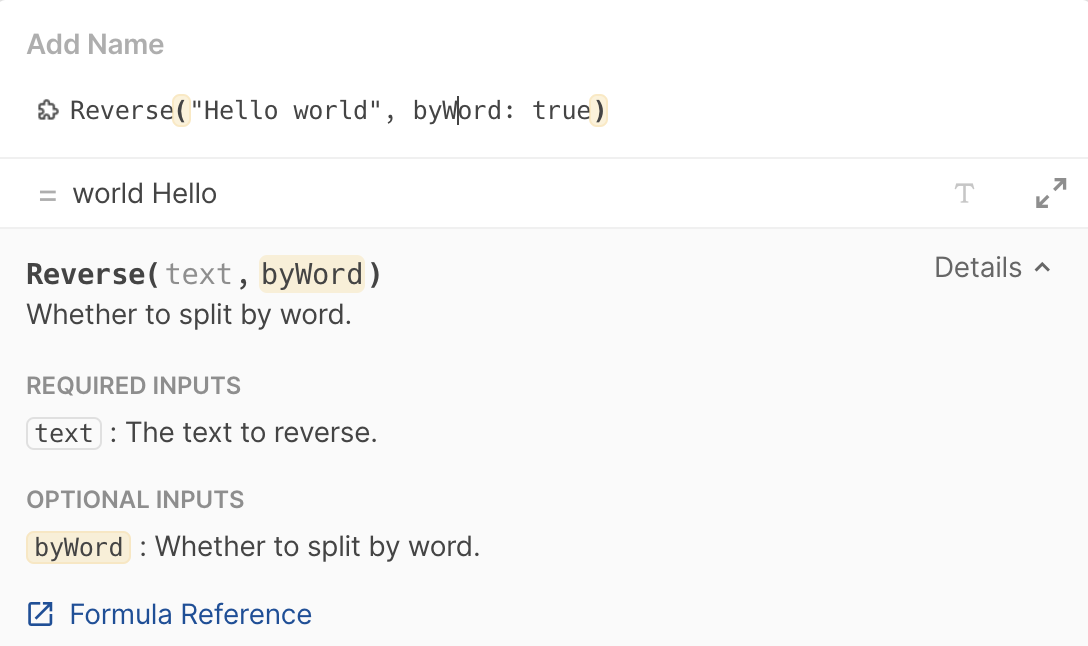 Add Name
Reverse("Hello world", byWord: true)
= world Hello
T
Reverse(text, byWord)
Details
Whether to split by word.
REQUIRED INPUTS
text : The text to reverse.
OPTIONAL INPUTS
byWord : Whether to split by word.
Formula Reference